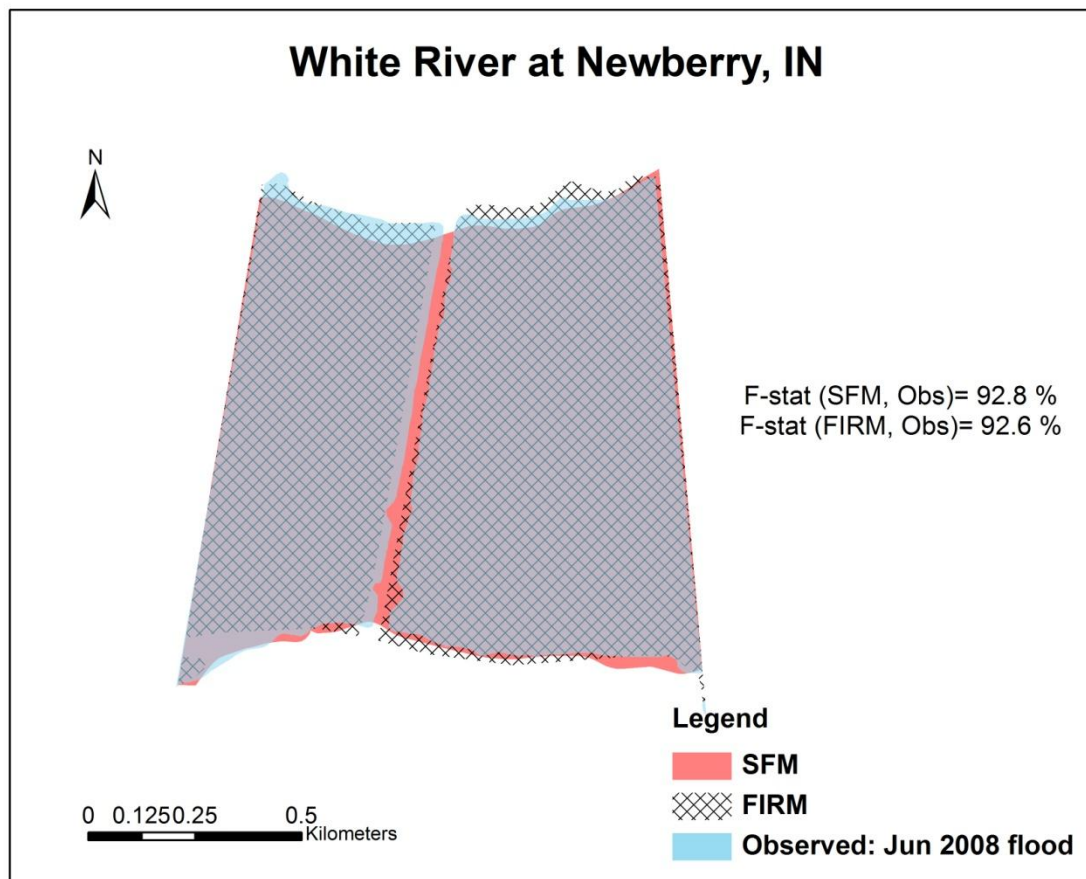 White River at Newberry, IN
N
F-stat (SFM, Obs)= 92.8 %
F-stat (FIRM, Obs)= 92.6 %
Legend
SFM
FIRM
Observed: Jun 2008 flood
0 0.1250.25 0.5
Kilometers